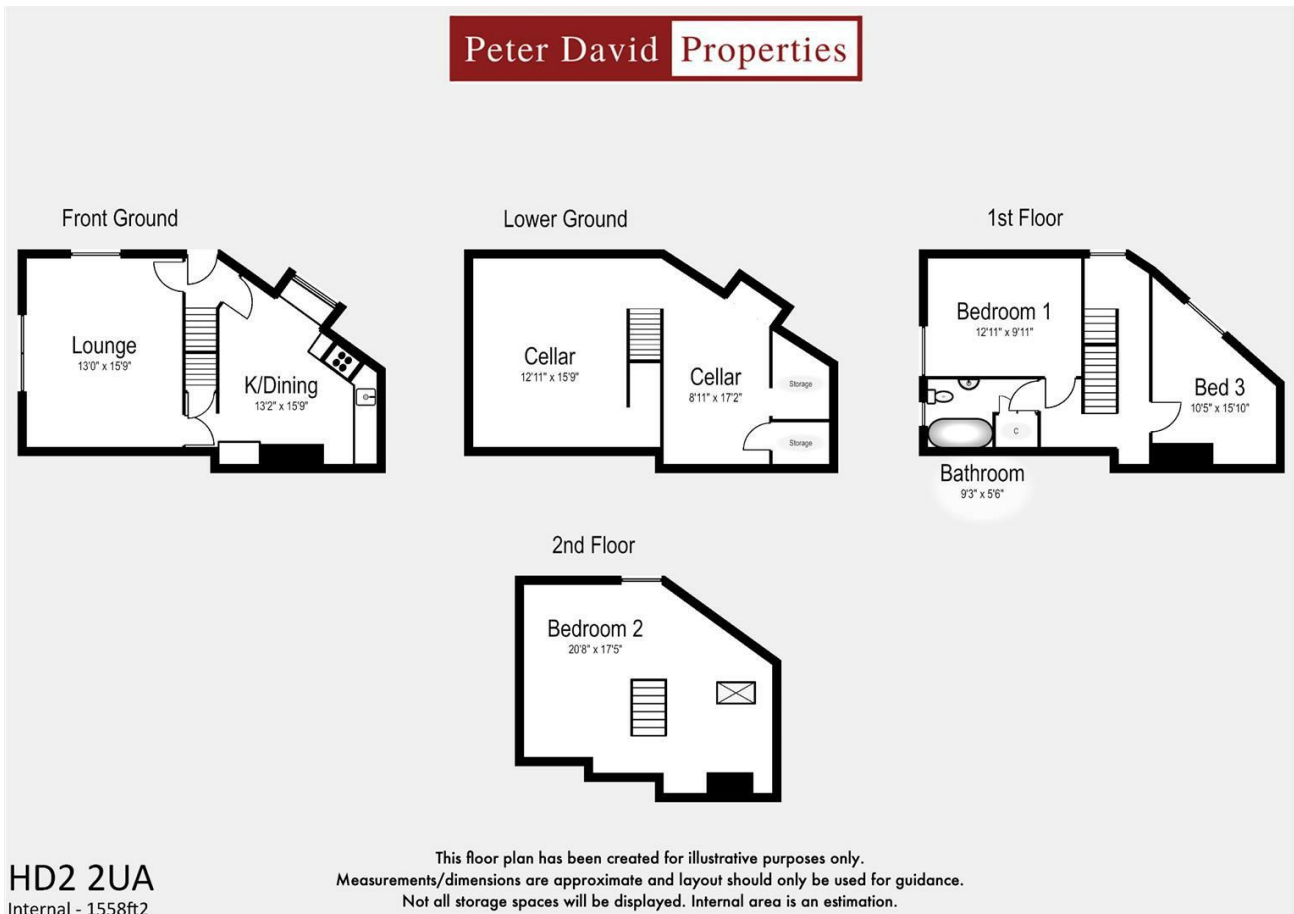 Peter David Properties
Front Ground
Lounge
13'0" x 15'9"
K/Dining
13'2" x 15'9"
Lower Ground
Cellar
12'11" x 15'9"
Cellar
8'11" x 17'2"
Storage
Storage
1st Floor
Bedroom 1
12'11" x 9'11"
Bed 3
10'5" x 15'10"
C
Bathroom
9'3" x 5'6"
2nd Floor
Bedroom 2
20'8" x 17'5"
HD2 2UA
Internal - 1558ft2
This floor plan has been created for illustrative purposes only.
Measurements/dimensions are approximate and layout should only be used for guidance.
Not all storage spaces will be displayed. Internal area is an estimation.